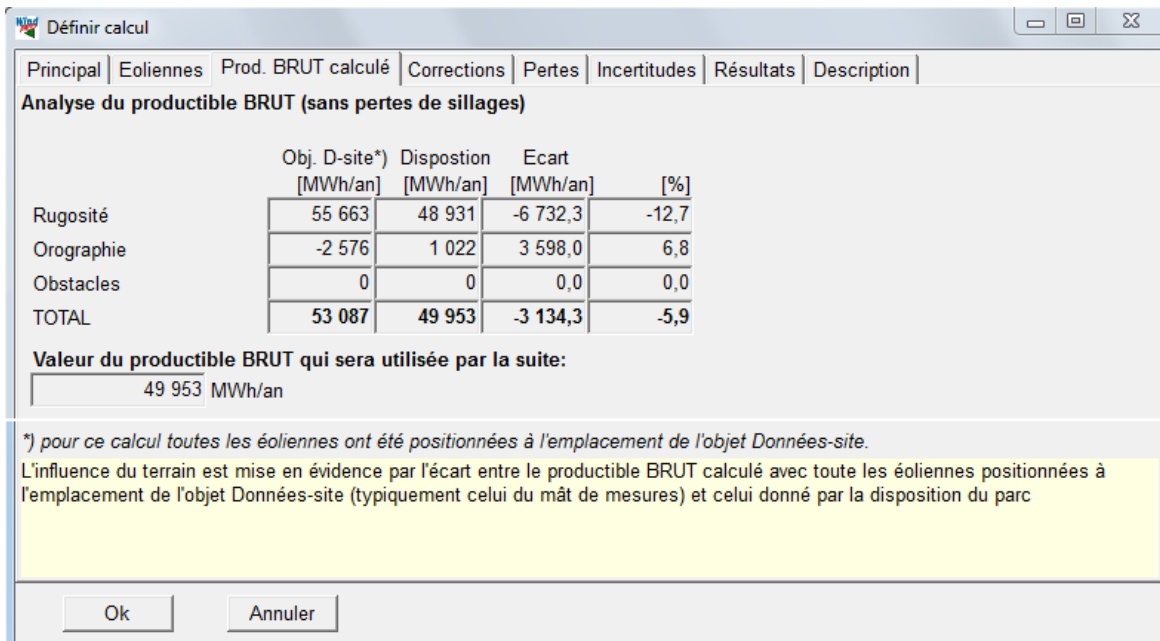 Définir calcul
Principal Eoliennes Prod. BRUT calculé Corrections Pertes Incertitudes Résultats Description
Analyse du productible BRUT (sans pertes de sillages)
Obj. D-site*) Dispostion Ecart
[MWh/an] [MWh/an] [MWh/an] [%]
Rugosité 55 663 48 931 -6 732,3 -12,7
Orographie -2 576 1 022 3 598,0 6,8
Obstacles 0 0 0,0 0,0
TOTAL 53 087 49 953 -3 134,3 -5,9
Valeur du productible BRUT qui sera utilisée par la suite:
49 953 MWh/an
*) pour ce calcul toutes les éoliennes ont été positionnées à l'emplacement de l'objet Données-site.
L'influence du terrain est mise en évidence par l'écart entre le productible BRUT calculé avec toute les éoliennes positionnées à
l'emplacement de l'objet Données-site (typiquement celui du mât de mesures) et celui donné par la disposition du parc
Ok Annuler